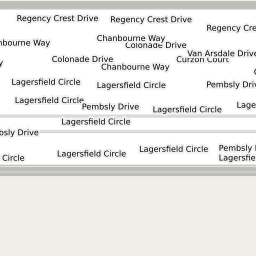 Regency Crest Drive
Regency Crest Drive
Regency Cre
Chanbourne Way
nbourne Way
Colonade Drive
Van Arsdale Drive
Colonade Drive
Curzon Court
Chanbourne Way
Lagersfield Circle
Lagersfield Circle
Pembsly Driv
Lagersfield Circle
Pembsly Drive
Lagersfield Circle
Lage
Lagersfield Circle
bsly Drive
Lagersfield Circle
Pembsly
Lagersfield Circle
Circle
Lagersfie